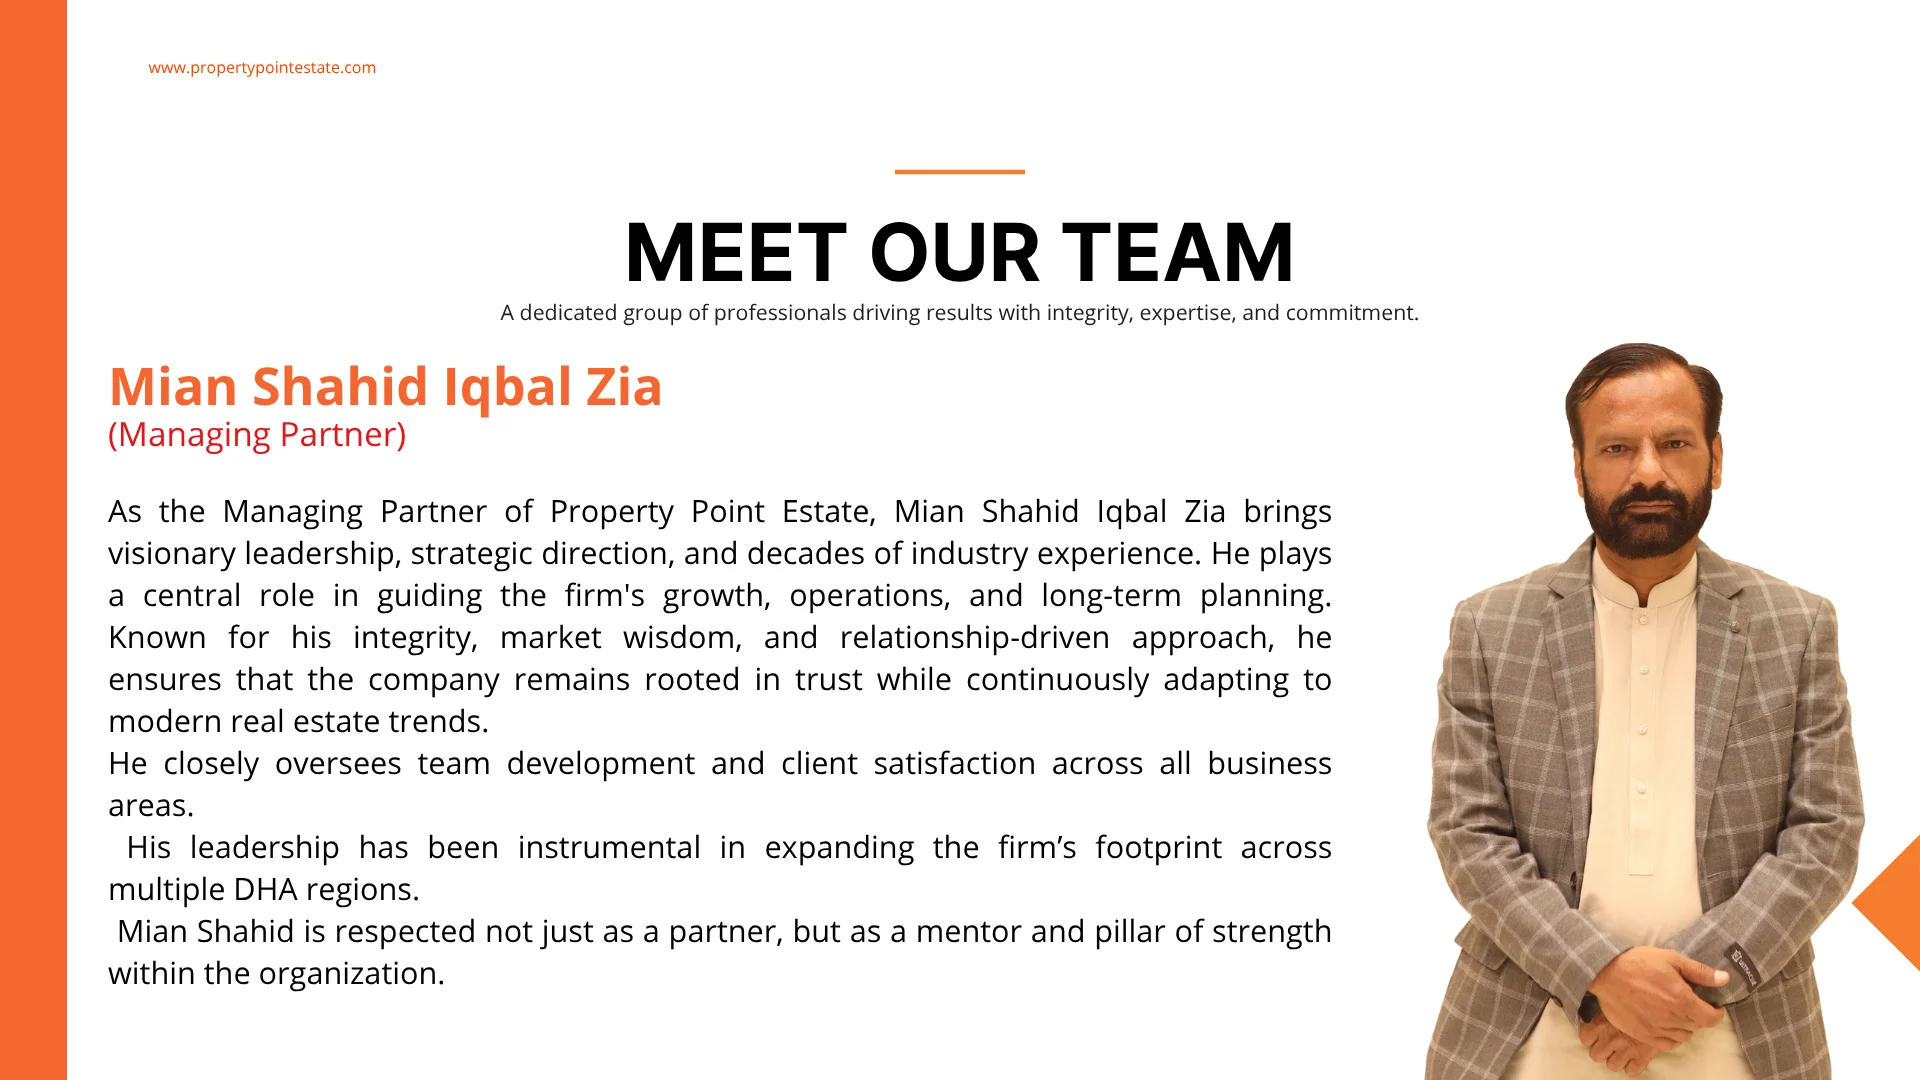 www.propertypointestate.com
MEET OUR TEAM
A dedicated group of professionals driving results with integrity, expertise, and commitment.
Mian Shahid Iqbal Zia
(Managing Partner)
As the Managing Partner of Property Point Estate, Mian Shahid Iqbal Zia brings
visionary leadership, strategic direction, and decades of industry experience. He plays
a central role in guiding the firm's growth, operations, and long-term planning.
Known for his integrity, market wisdom, and relationship-driven approach, he
ensures that the company remains rooted in trust while continuously adapting to
modern real estate trends.
He closely oversees team development and client satisfaction across all business
areas.
His leadership has been instrumental in expanding the firm’s footprint across
multiple DHA regions.
Mian Shahid is respected not just as a partner, but as a mentor and pillar of strength
within the organization.